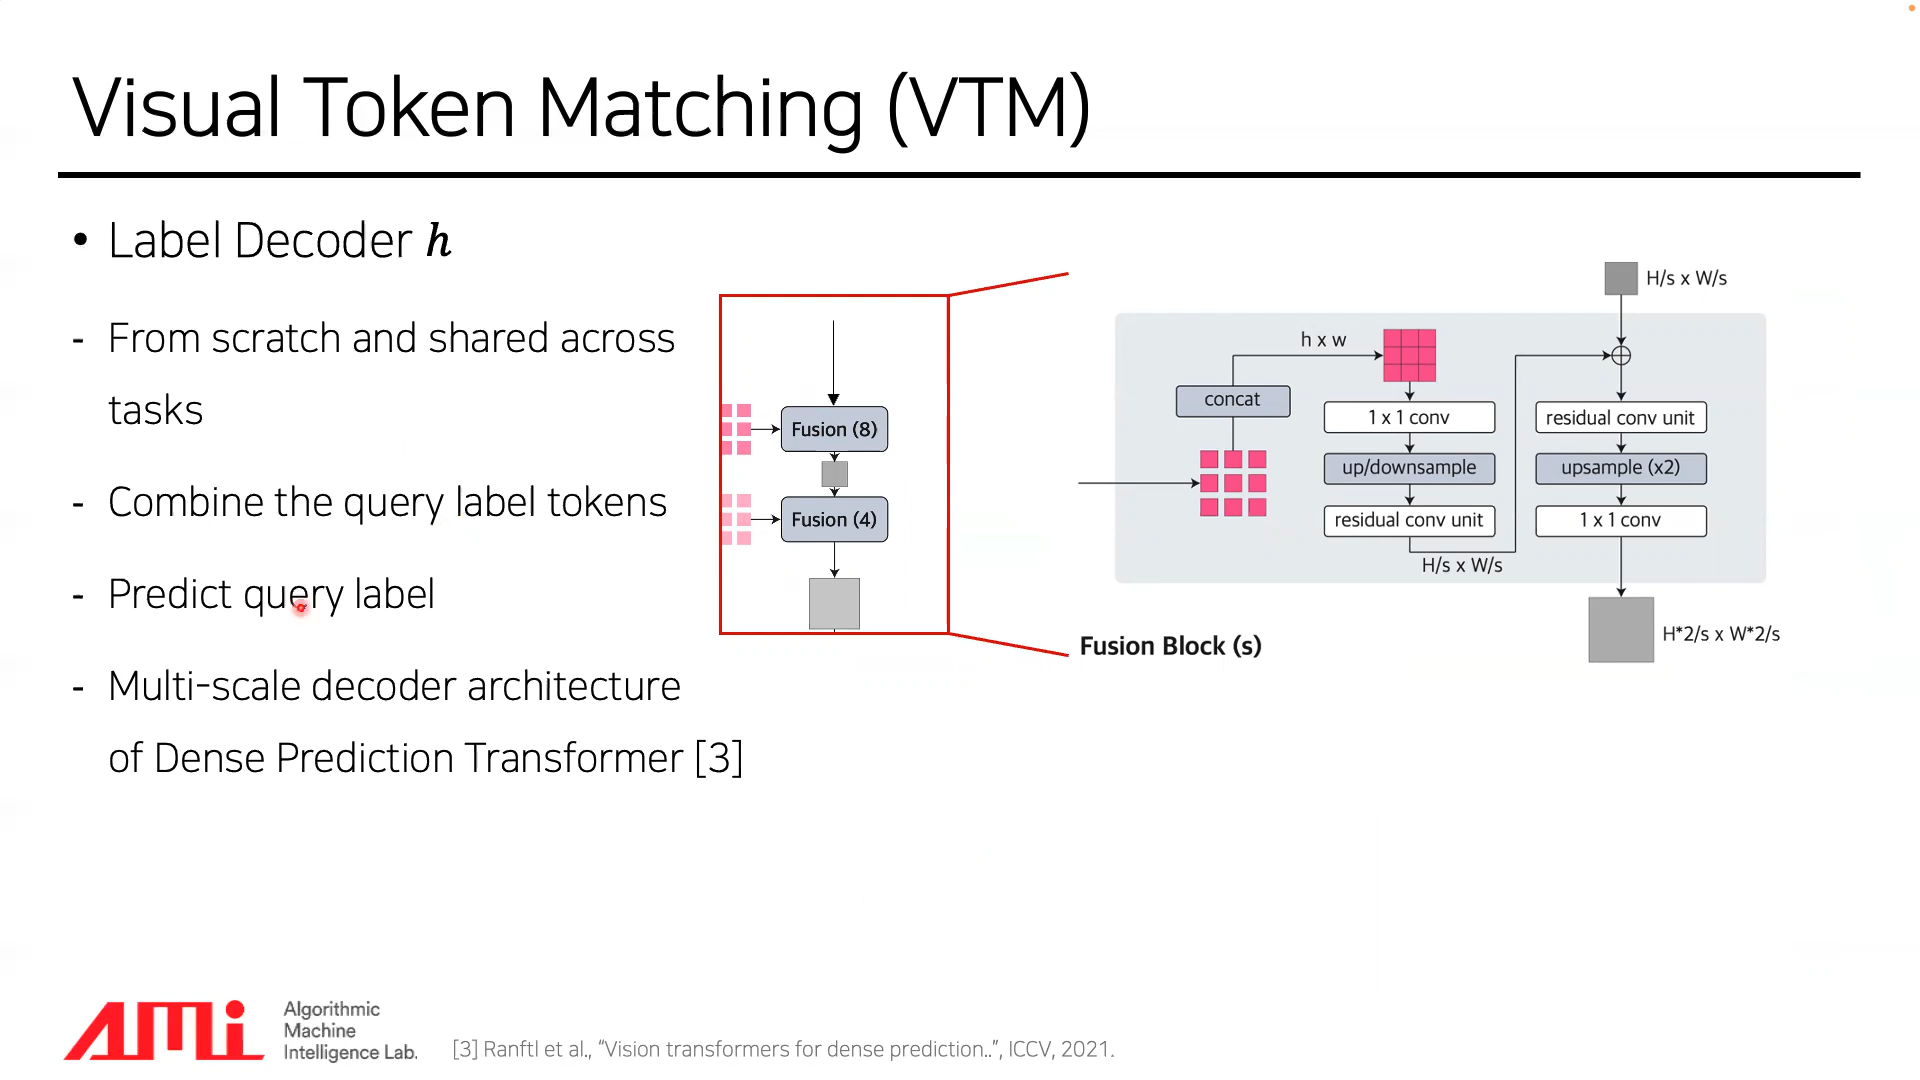 Visual Token Matching (VTM)
• Label Decoder h
- From scratch and shared across
tasks
- Combine the query label tokens
- Predict query label
- Multi-scale decoder architecture
of Dense Prediction Transformer [3]
Fusion (8)
Fusion (4)
H/s x W/s
h x w
concat
1 x 1 conv
up/downsample
residual conv unit
H/s x W/s
residual conv unit
upsample (x2)
1 x 1 conv
H*2/s x W*2/s
Fusion Block (s)
AMi
Algorithmic
Machine
Intelligence Lab.
[3] Ranftl et al., “Vision transformers for dense prediction..”, ICCV, 2021.